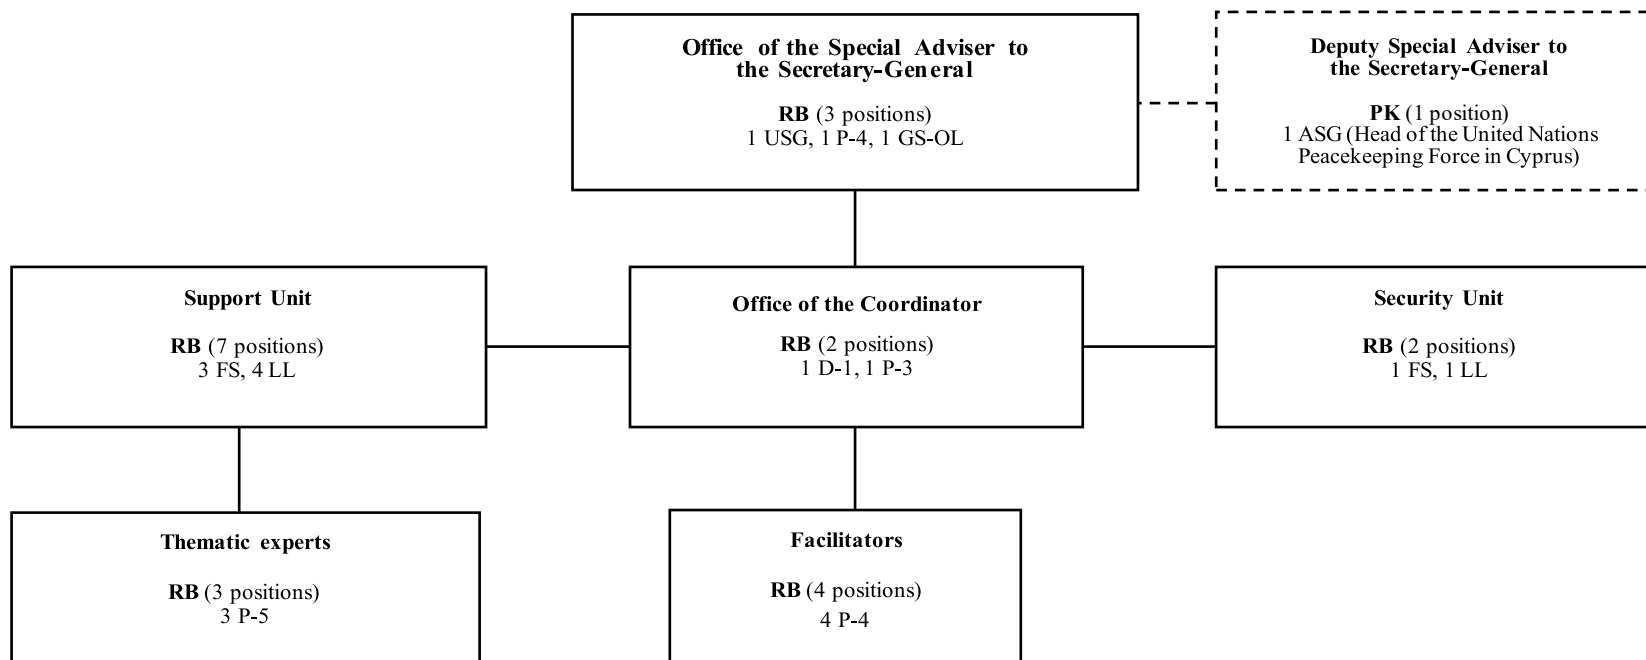 Office of the Special Adviser to
the Secretary-General
RB (3 positions)
1 USG, 1 P-4, 1 GS-OL
Deputy Special Adviser to
the Secretary-General
PK (1 position)
1 ASG (Head of the United Nations
Peacekeeping Force in Cyprus)
Support Unit
RB (7 positions)
3 FS, 4 LL
Office of the Coordinator
RB (2 positions)
1 D-1, 1 P-3
Security Unit
RB (2 positions)
1 FS, 1 LL
Thematic experts
RB (3 positions)
3 P-5
Facilitators
RB (4 positions)
4 P-4